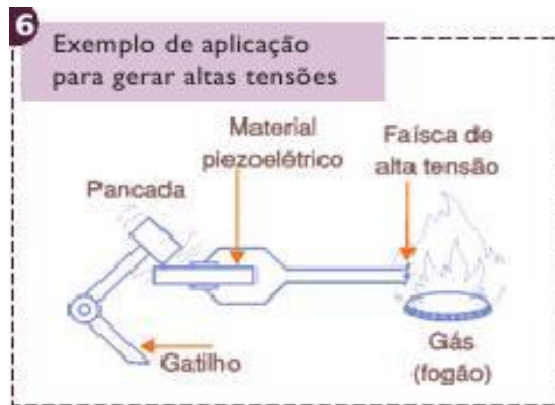 6
Exemplo de aplicação
para gerar altas tensões
Material
piezoelétrico
Faísca de
alta tensão
Pancada
Gatilho
Gás
(fogão)